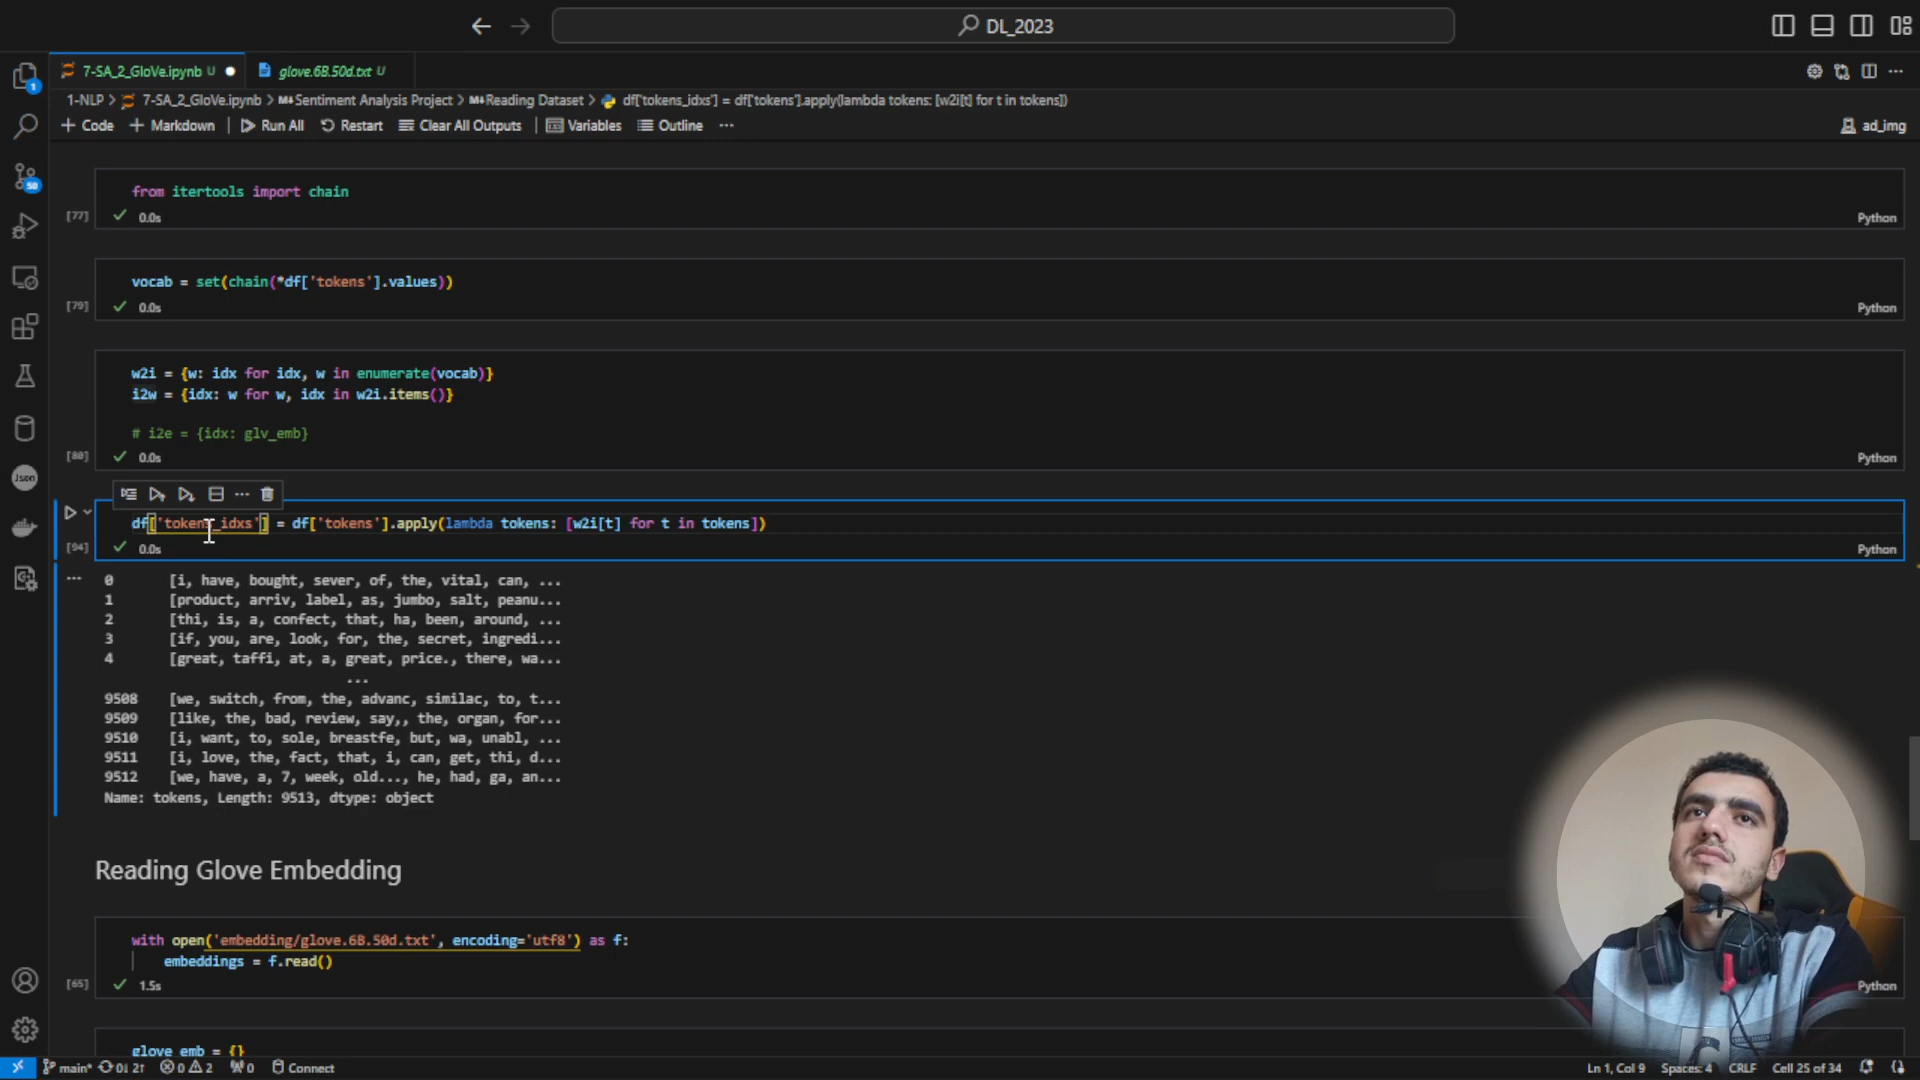 DL_2023
7-SA_2_GloVe.ipynb U
glove.6B.50d.txt U
1-NLP > 7-SA_2_GloVe.ipynb > M↓Sentiment Analysis Project > M↓Reading Dataset > df['tokens_idxs'] = df['tokens'].apply(lambda tokens: [w2i[t] for t in tokens])
+ Code + Markdown Run All Restart Clear All Outputs Variables Outline ...
ad_img
1
50
Json
from itertools import chain
[77] 0.0s Python
vocab = set(chain(*df['tokens'].values))
[79] 0.0s Python
w2i = {w: idx for idx, w in enumerate(vocab)}
i2w = {idx: w for w, idx in w2i.items()}
# i2e = {idx: glv_emb}
[80] 0.0s Python
df['tokens_idxs'] = df['tokens'].apply(lambda tokens: [w2i[t] for t in tokens])
[94] 0.0s Python
... 0 [i, have, bought, sever, of, the, vital, can, ...
1 [product, arriv, label, as, jumbo, salt, peanu...
2 [thi, is, a, confect, that, ha, been, around, ...
3 [if, you, are, look, for, the, secret, ingredi...
4 [great, taffi, at, a, great, price., there, wa...
...
9508 [we, switch, from, the, advanc, similac, to, t...
9509 [like, the, bad, review, say,, the, organ, for...
9510 [i, want, to, sole, breastfe, but, wa, unabl, ...
9511 [i, love, the, fact, that, i, can, get, thi, d...
9512 [we, have, a, 7, week, old..., he, had, ga, an...
Name: tokens, Length: 9513, dtype: object
Reading Glove Embedding
with open('embedding/glove.6B.50d.txt', encoding='utf8') as f:
embeddings = f.read()
[65] 1.5s Python
glove_emb = {}
main* 0↓ 2↑ 0 2 0 Connect
Ln 1, Col 9 Spaces: 4 CRLF Cell 25 of 34